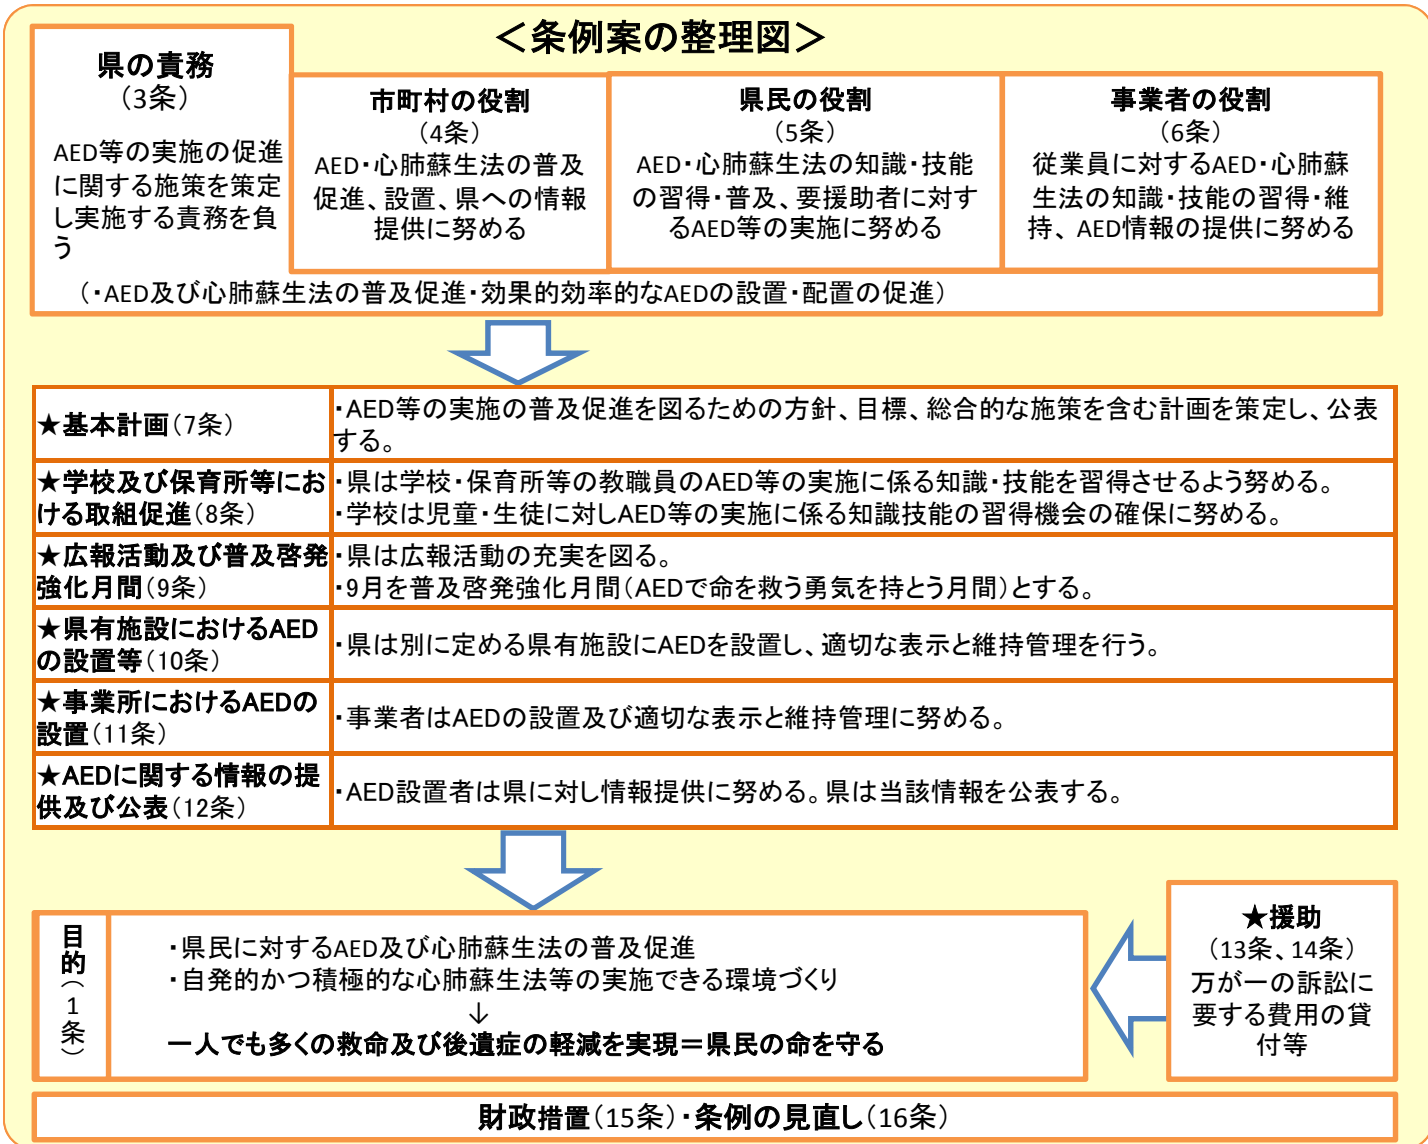 ＜条例案の整理図＞
県の責務
（3条）
AED等の実施の促進
に関する施策を策定
し実施する責務を負
う
市町村の役割
（4条）
AED・心肺蘇生法の普及
促進、設置、県への情報
提供に努める
県民の役割
（5条）
AED・心肺蘇生法の知識・技能
の習得・普及、要援助者に対す
るAED等の実施に努める
事業者の役割
（6条）
従業員に対するAED・心肺蘇
生法の知識・技能の習得・維
持、AED情報の提供に努める
（・AED及び心肺蘇生法の普及促進・効果的効率的なAEDの設置・配置の促進）
★基本計画（7条）
・AED等の実施の普及促進を図るための方針、目標、総合的な施策を含む計画を策定し、公表
する。
★学校及び保育所等にお
ける取組促進（8条）
・県は学校・保育所等の教職員のAED等の実施に係る知識・技能を習得させるよう努める。
・学校は児童・生徒に対しAED等の実施に係る知識技能の習得機会の確保に努める。
★広報活動及び普及啓発
強化月間（9条）
・県は広報活動の充実を図る。
・9月を普及啓発強化月間（AEDで命を救う勇気を持とう月間）とする。
★県有施設におけるAED
の設置等（10条）
・県は別に定める県有施設にAEDを設置し、適切な表示と維持管理を行う。
★事業所におけるAEDの
設置（11条）
・事業者はAEDの設置及び適切な表示と維持管理に努める。
★AEDに関する情報の提
供及び公表（12条）
・AED設置者は県に対し情報提供に努める。県は当該情報を公表する。
目的（1条）
・県民に対するAED及び心肺蘇生法の普及促進
・自発的かつ積極的な心肺蘇生法等の実施できる環境づくり
↓
一人でも多くの救命及び後遺症の軽減を実現＝県民の命を守る
★援助
（13条、14条）
万が一の訴訟に
要する費用の貸
付等
財政措置（15条）・条例の見直し（16条）